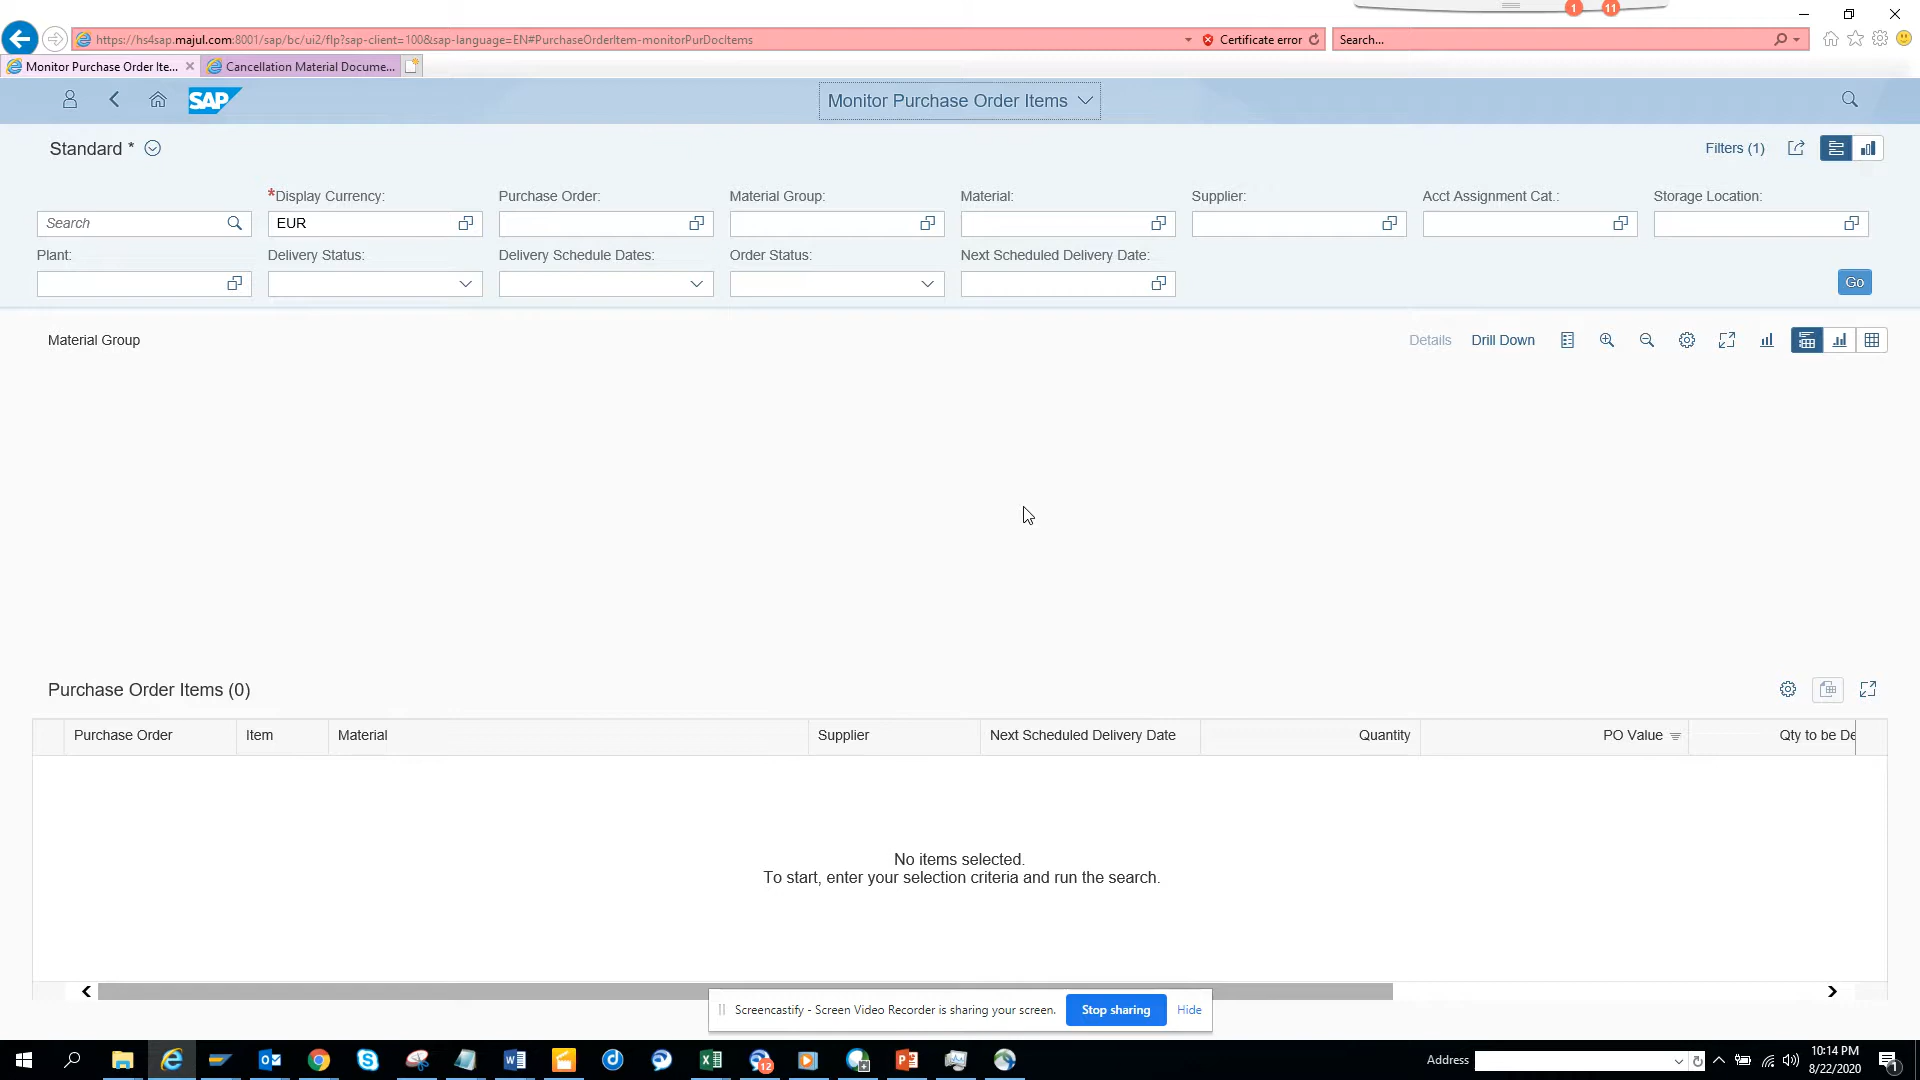 1
11
https://hs4sap.majul.com:8001/sap/bc/ui2/flp?sap-client=100&sap-language=EN#PurchaseOrderItem-monitorPurDocItems
Certificate error
Search...
Monitor Purchase Order Ite...
Cancellation Material Docume...
SAP
Monitor Purchase Order Items
Standard *
Filters (1)
*Display Currency:
Purchase Order:
Material Group:
Material:
Supplier:
Acct Assignment Cat.:
Storage Location:
Search
EUR
Plant:
Delivery Status:
Delivery Schedule Dates:
Order Status:
Next Scheduled Delivery Date:
Go
Material Group
Details
Drill Down
Purchase Order Items (0)
Purchase Order
Item
Material
Supplier
Next Scheduled Delivery Date
Quantity
PO Value
Qty to be De
No items selected.
To start, enter your selection criteria and run the search.
Screencastify - Screen Video Recorder is sharing your screen.
Stop sharing
Hide
12
Address
10:14 PM
8/22/2020
1